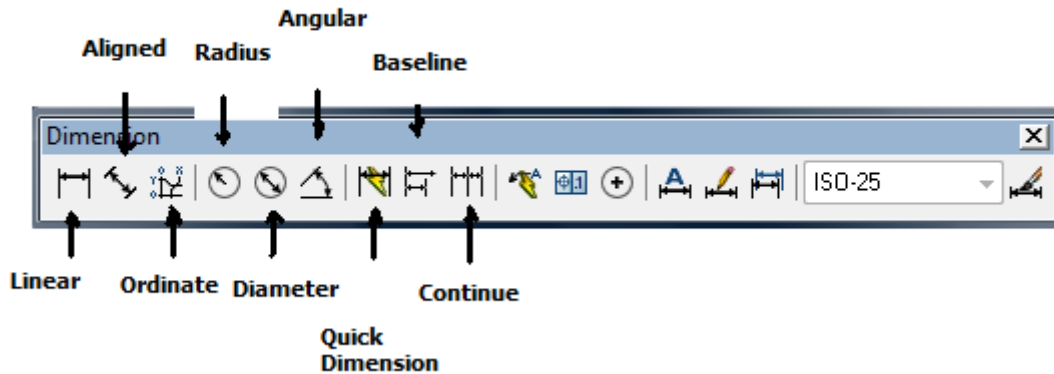 Angular
Aligned Radius
Baseline
Dimension
ISO-25
Linear Ordinate Diameter Continue
Quick
Dimension